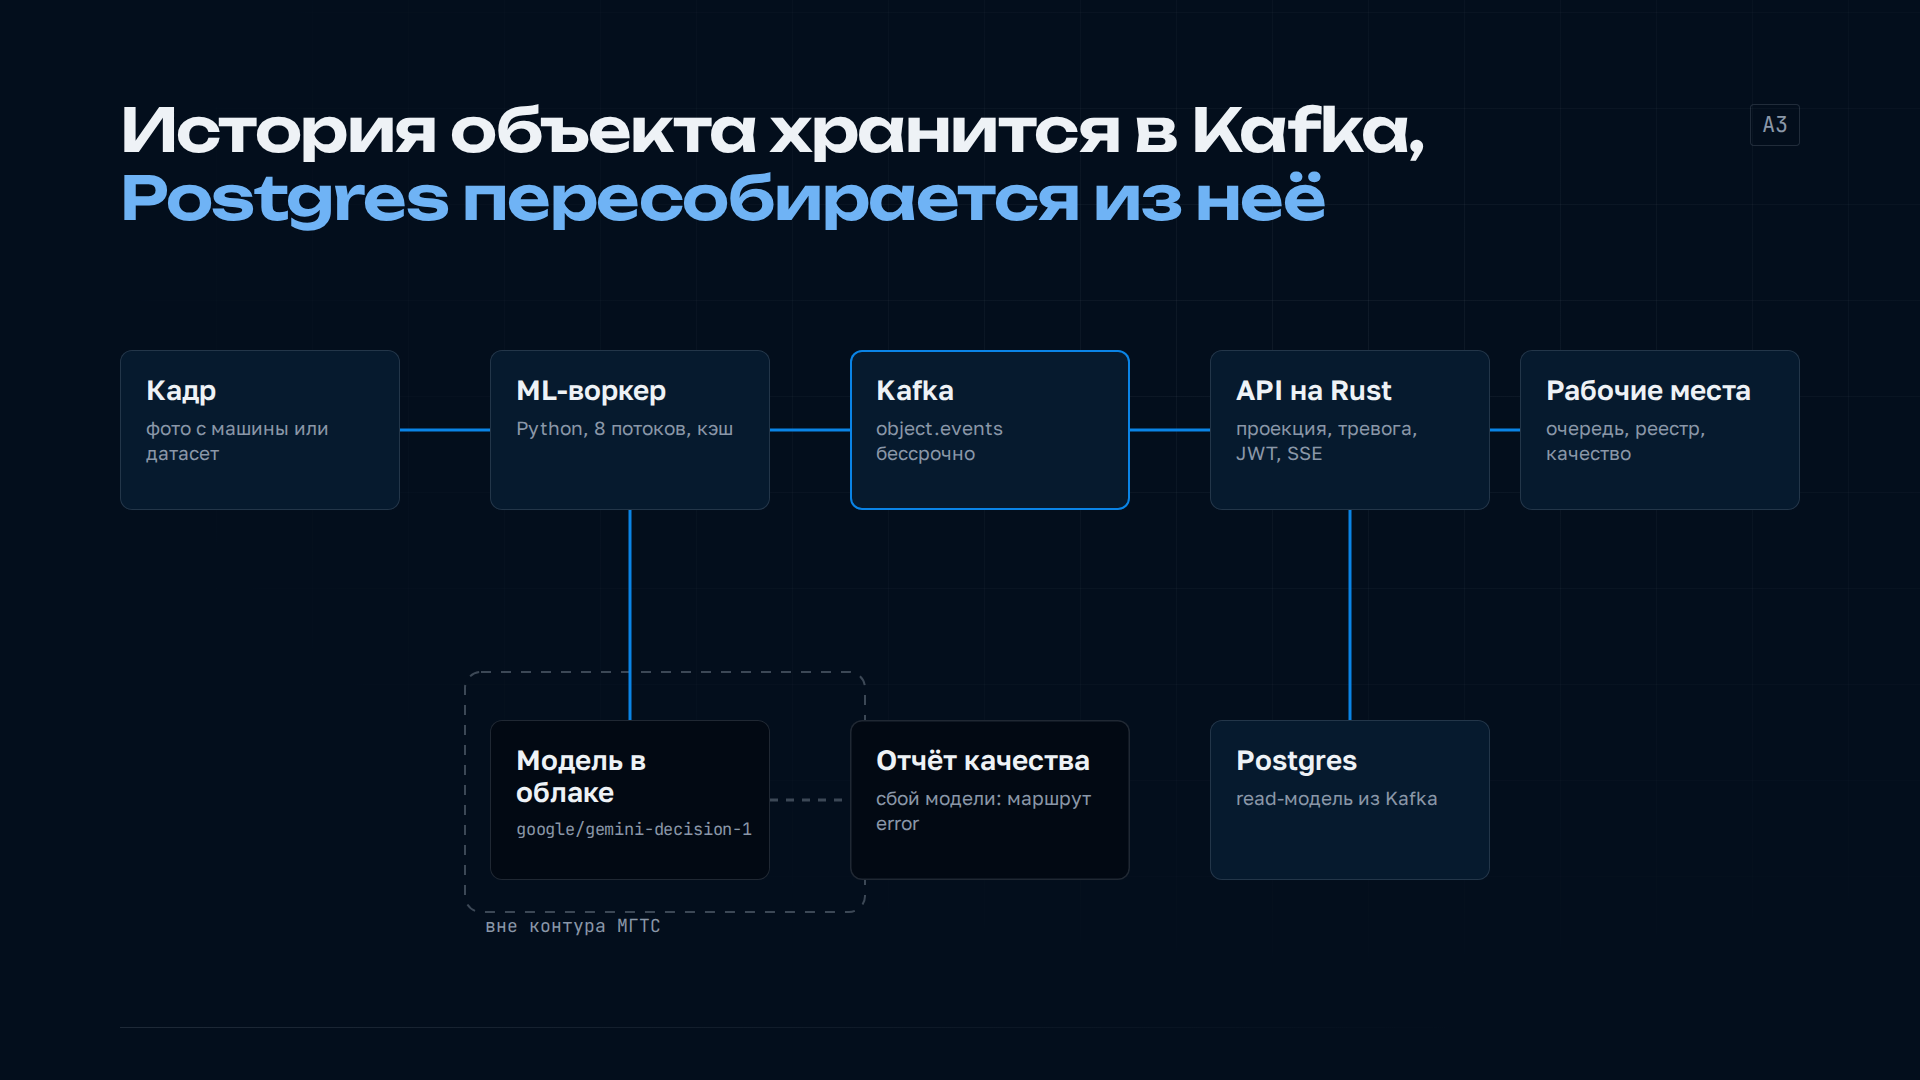 История объекта хранится в Kafka,
Postgres пересобирается из неё
A3
Кадр
фото с машины или
датасет
ML-воркер
Python, 8 потоков, кэш
Kafka
object.events
бессрочно
API на Rust
проекция, тревога,
JWT, SSE
Рабочие места
очередь, реестр,
качество
Модель в
облаке
google/gemini-decision-1
Отчёт качества
сбой модели: маршрут
error
Postgres
read-модель из Kafka
вне контура МГТС